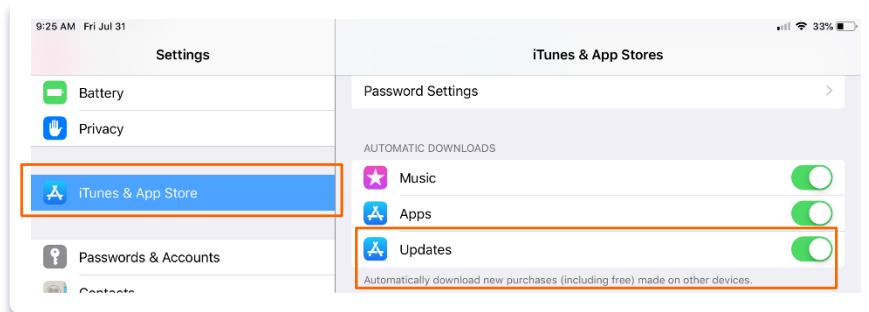 9:25 AM Fri Jul 31
33%
Settings
iTunes & App Stores
Battery
Password Settings
Privacy
AUTOMATIC DOWNLOADS
Music
iTunes & App Store
Apps
Updates
Passwords & Accounts
Automatically download new purchases (including free) made on other devices.
Contacts